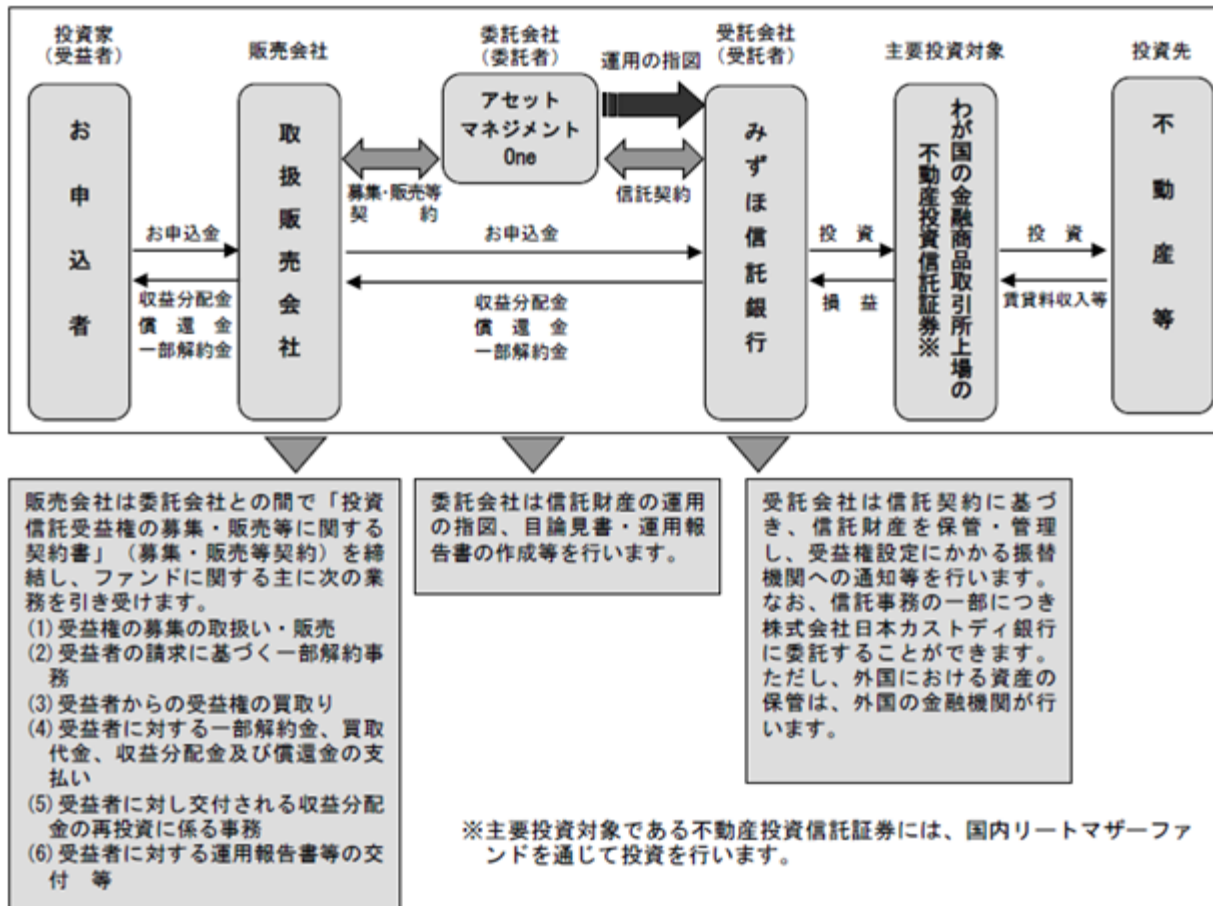 投資家
（受益者）
販売会社
委託会社
（委託者）
運用の指図
受託会社
（受託者）
主要投資対象
投資先
お申込者
取扱販売会社
アセット
マネジメント
One
みずほ信託銀行
わが国の金融商品取引所上場の
不動産投資信託証券※
不動産等
募集・販売等
契　約
信託契約
お申込金
収益分配金
償　還　金
一部解約金
お申込金
収益分配金
償　還　金
一部解約金
投　資
損　益
投　資
賃貸料収入等
販売会社は委託会社との間で「投資
信託受益権の募集・販売等に関する
契約書」（募集・販売等契約）を締
結し、ファンドに関する主に次の業
務を引き受けます。
(1)受益権の募集の取扱い・販売
(2)受益者の請求に基づく一部解約事
務
(3)受益者からの受益権の買取り
(4)受益者に対する一部解約金、買取
代金、収益分配金及び償還金の支
払い
(5)受益者に対し交付される収益分配
金の再投資に係る事務
(6)受益者に対する運用報告書等の交
付　等
委託会社は信託財産の運用
の指図、目論見書・運用報
告書の作成等を行います。
受託会社は信託契約に基づ
き、信託財産を保管・管理
し、受益権設定にかかる振替
機関への通知等を行います。
なお、信託事務の一部につき
株式会社日本カストディ銀行
に委託することができます。
ただし、外国における資産の
保管は、外国の金融機関が行
います。
※主要投資対象である不動産投資信託証券には、国内リートマザーファ
ンドを通じて投資を行います。